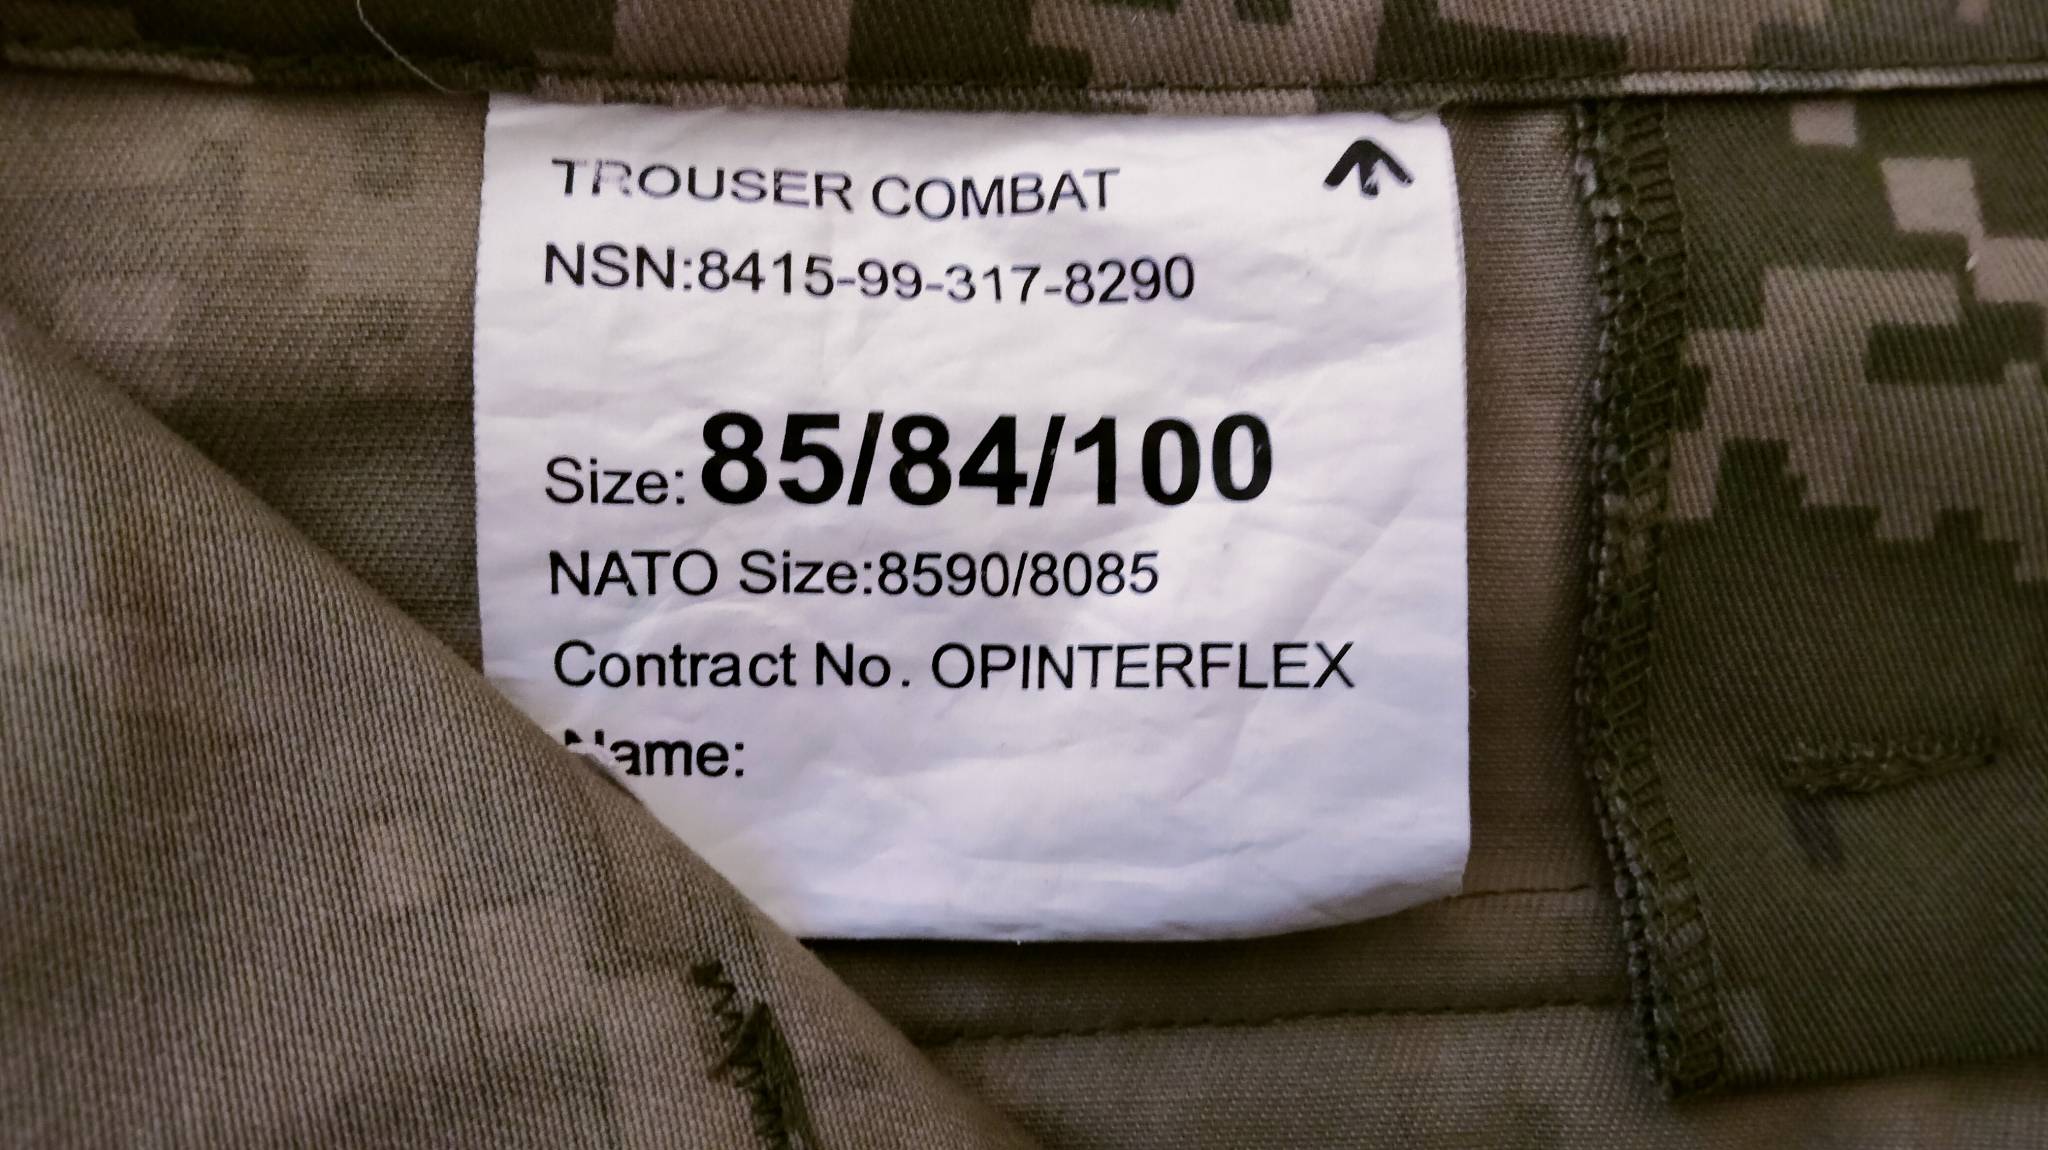 TROUSER COMBAT
NSN:8415-99-317-8290
Size: 85/84/100
NATO Size:8590/8085
Contract No. OPINTERFLEX
Name: